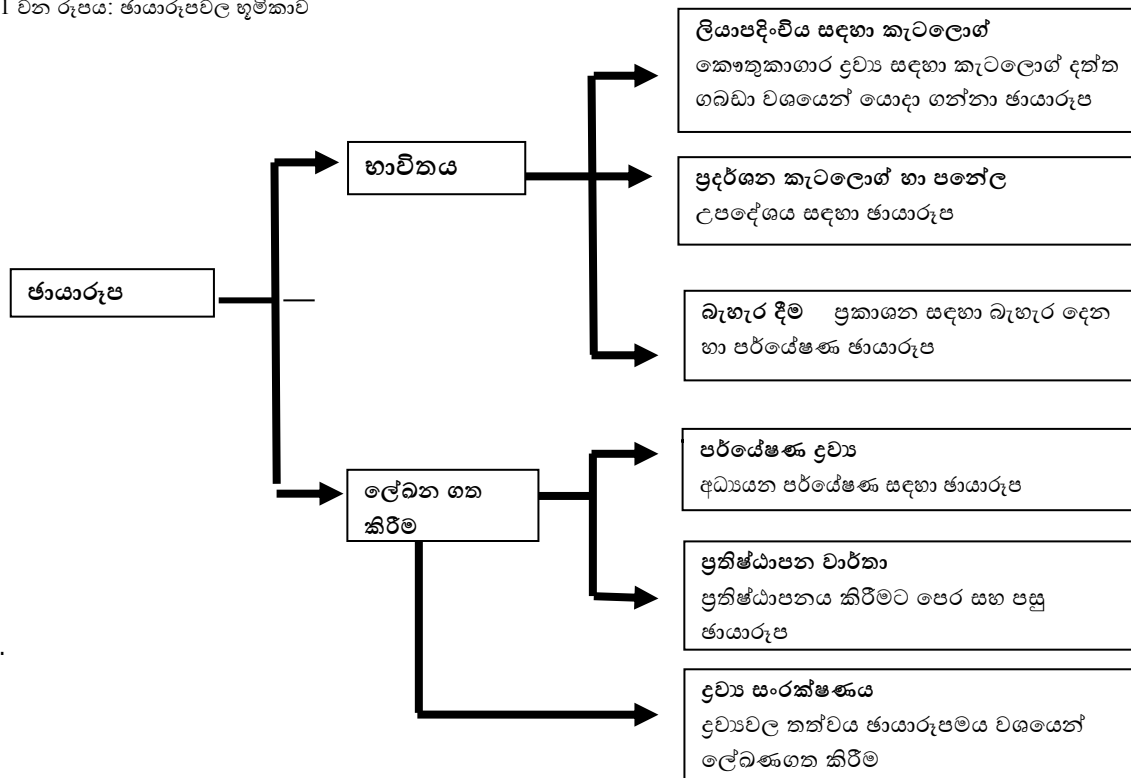 1 වන රූපය: ඡායාරූපවල භූමිකාව
ලියාපදිංචිය සඳහා කැටලොග්
කෞතුකාගාර ද්‍රව්‍ය සඳහා කැටලොග් දත්ත
ගබඩා වශයෙන් යොදා ගන්නා ඡායාරූප
භාවිතය
ප්‍රදර්ශන කැටලොග් හා පනේල
උපදේශය සඳහා ඡායාරූප
ඡායාරූප
බැහැර දීම ප්‍රකාශන සඳහා බැහැර දෙන
හා පර්යේෂණ ඡායාරූප
පර්යේෂණ ද්‍රව්‍ය
අධ්‍යයන පර්යේෂණ සඳහා ඡායාරූප
ලේඛන ගත
කිරීම
ප්‍රතිෂ්ඨාපන වාර්තා
ප්‍රතිෂ්ඨාපනය කිරීමට පෙර සහ පසු
ඡායාරූප
ද්‍රව්‍ය සංරක්ෂණය
ද්‍රව්‍යවල තත්වය ඡායාරූපමය වශයෙන්
ලේඛණගත කිරීම